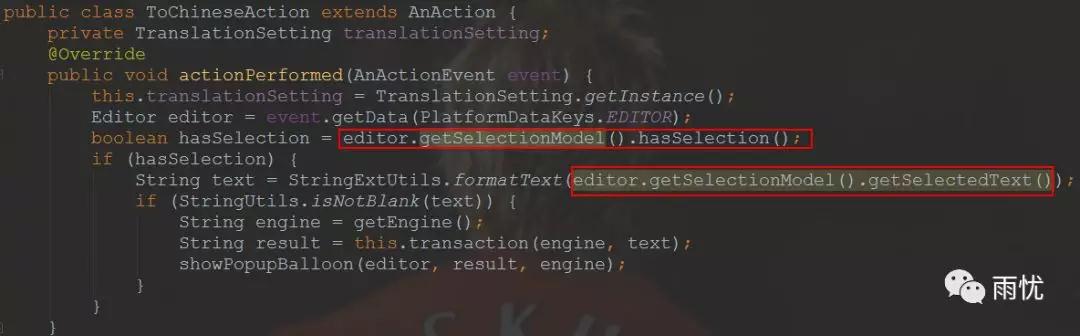 public class ToChineseAction extends AnAction {
    private TranslationSetting translationSetting;
    @Override
    public void actionPerformed(AnActionEvent event) {
        this.translationSetting = TranslationSetting.getInstance();
        Editor editor = event.getData(PlatformDataKeys.EDITOR);
        boolean hasSelection = editor.getSelectionModel().hasSelection();
        if (hasSelection) {
            String text = StringExtUtils.formatText(editor.getSelectionModel().getSelectedText());
            if (StringUtils.isNotBlank(text)) {
                String engine = getEngine();
                String result = this.transaction(engine, text);
                showPopupBalloon(editor, result, engine);
            }
        }
    }
雨忧